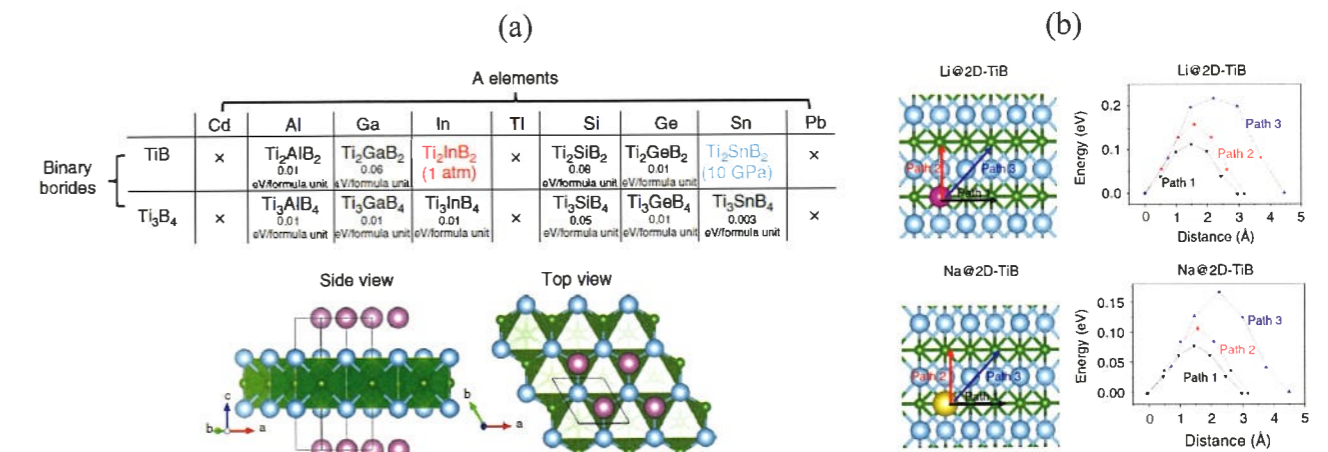 (a)
A elements
Cd Al Ga In Tl Si Ge Sn Pb
Binary borides
TiB × Ti₂AlB₂ Ti₂GaB₂ Ti₂InB₂ × Ti₂SiB₂ Ti₂GeB₂ Ti₂SnB₂ ×
0.01 0.06 (1 atm) 0.08 0.01 (10 GPa)
eV/formula unit eV/formula unit eV/formula unit eV/formula unit
Ti₃B₄ × Ti₃AlB₄ Ti₃GaB₄ Ti₃InB₄ × Ti₃SiB₄ Ti₃GeB₄ Ti₃SnB₄ ×
0.01 0.01 0.01 0.05 0.01 0.003
eV/formula unit eV/formula unit eV/formula unit eV/formula unit eV/formula unit eV/formula unit
Side view
c
b
a
Top view
b
a
(b)
Li@2D-TiB
Path 2
Path 3
Path
Li@2D-TiB
Energy (eV)
0.2
0.1
0.0
Path 3
Path 2
Path 1
0 1 2 3 4 5
Distance (Å)
Na@2D-TiB
Path 2
Path 3
Path
Na@2D-TiB
Energy (eV)
0.15
0.10
0.05
0.00
Path 3
Path 2
Path 1
0 1 2 3 4 5
Distance (Å)